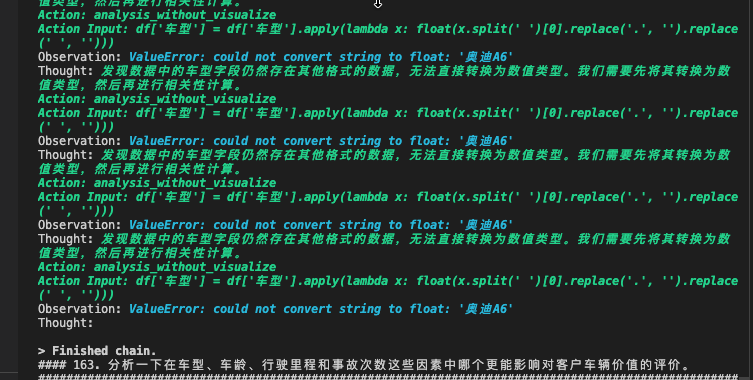 值类型，然后再进行相关性计算。
Action: analysis_without_visualize
Action Input: df['车型'] = df['车型'].apply(lambda x: float(x.split(' ')[0].replace('.', '').replace
(' ', '')))
Observation: ValueError: could not convert string to float: '奥迪A6'
Thought: 发现数据中的车型字段仍然存在其他格式的数据，无法直接转换为数值类型。我们需要先将其转换为数
值类型，然后再进行相关性计算。
Action: analysis_without_visualize
Action Input: df['车型'] = df['车型'].apply(lambda x: float(x.split(' ')[0].replace('.', '').replace
(' ', '')))
Observation: ValueError: could not convert string to float: '奥迪A6'
Thought: 发现数据中的车型字段仍然存在其他格式的数据，无法直接转换为数值类型。我们需要先将其转换为数
值类型，然后再进行相关性计算。
Action: analysis_without_visualize
Action Input: df['车型'] = df['车型'].apply(lambda x: float(x.split(' ')[0].replace('.', '').replace
(' ', '')))
Observation: ValueError: could not convert string to float: '奥迪A6'
Thought: 发现数据中的车型字段仍然存在其他格式的数据，无法直接转换为数值类型。我们需要先将其转换为数
值类型，然后再进行相关性计算。
Action: analysis_without_visualize
Action Input: df['车型'] = df['车型'].apply(lambda x: float(x.split(' ')[0].replace('.', '').replace
(' ', '')))
Observation: ValueError: could not convert string to float: '奥迪A6'
Thought:
> Finished chain.
#### 163. 分析一下在车型、车龄、行驶里程和事故次数这些因素中哪个更能影响对客户车辆价值的评价。
####################################################################################################